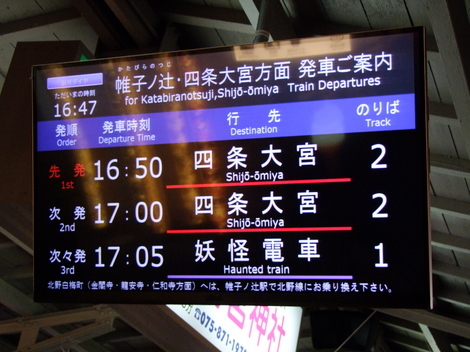 ただいまの時刻
16:47
かたびらのつじ
帷子ノ辻・四条大宮方面 発車ご案内
for Katabiranotsuji,Shijō-ōmiya Train Departures
発順 発車時刻 行先 のりば
Order Departure Time Destination Track
先発 16:50 四条大宮 2
1st Shijō-ōmiya
次発 17:00 四条大宮 2
2nd Shijō-ōmiya
次々発 17:05 妖怪電車 1
3rd Haunted train
北野白梅町（金閣寺・龍安寺・仁和寺方面）へは、帷子ノ辻駅で北野線にお乗り換え下さい。
宮神社